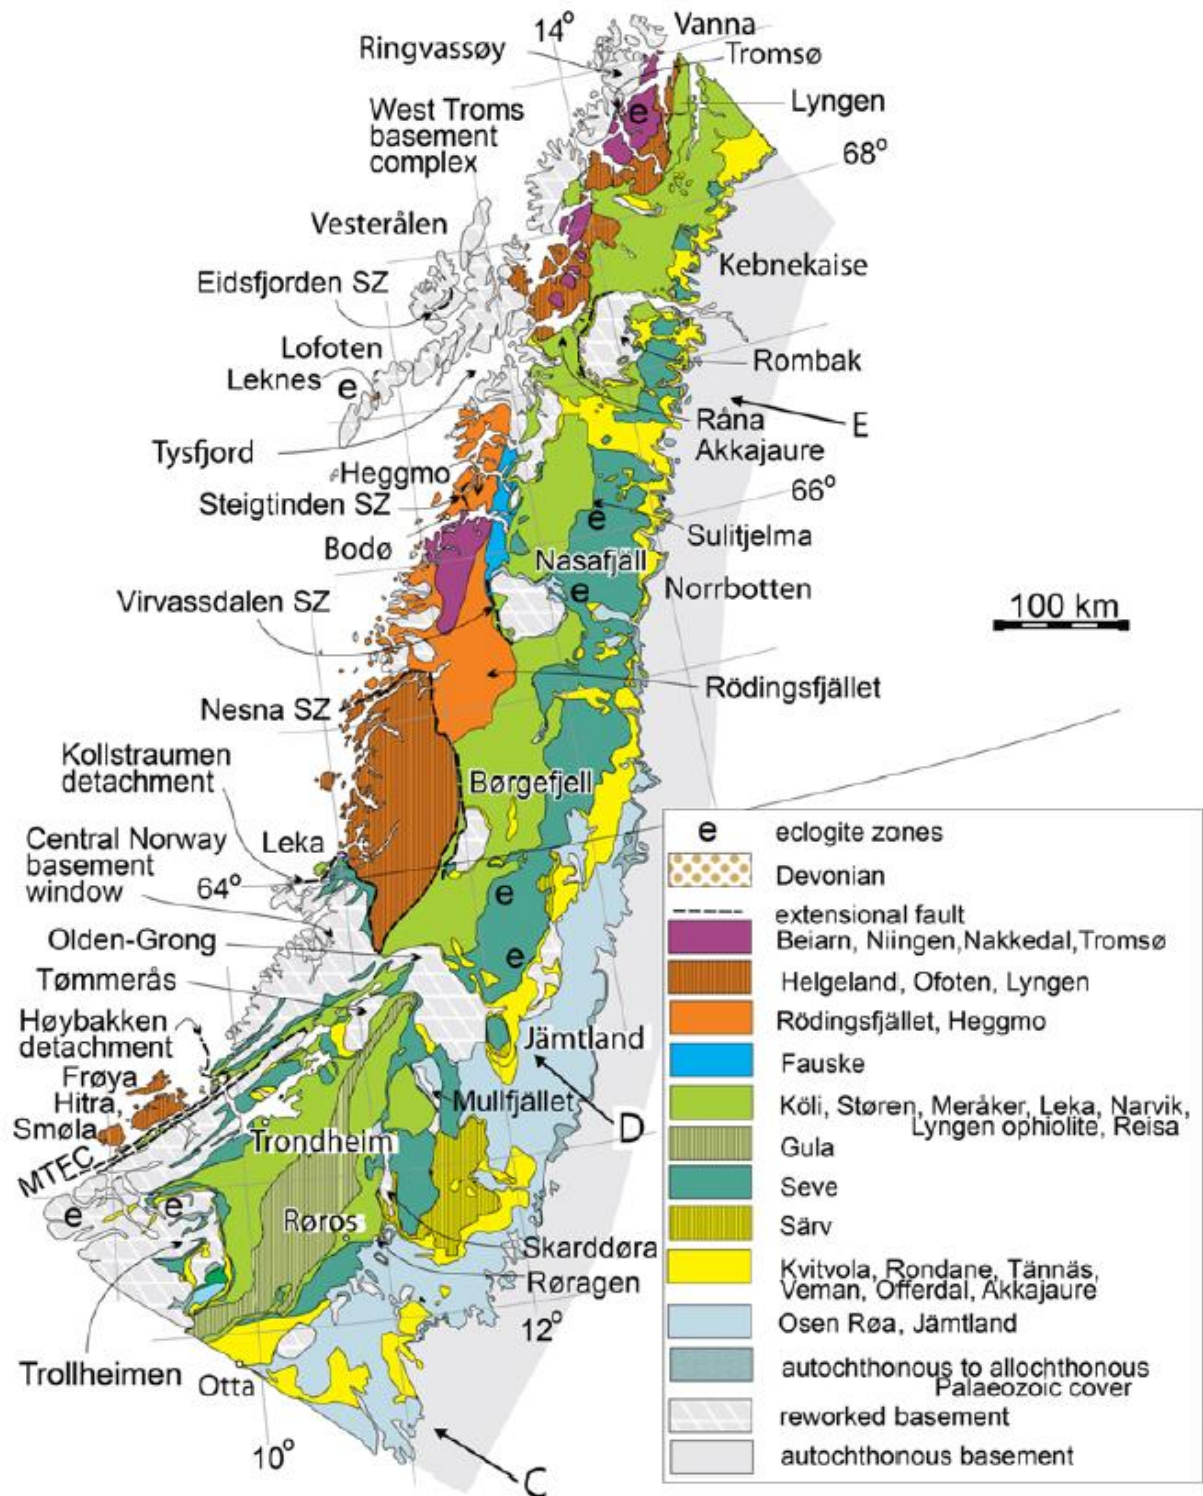 14°
Vanna
Ringvassøy
Tromsø
e
Lyngen
West Troms
basement
complex
68°
Vesterålen
Kebnekaise
Eidsfjorden SZ
Lofoten
Leknes
e
Rombak
E
Råna
Akkajaure
Tysfjord
Heggmo
66°
Steigtinden SZ
e
Sulitjelma
Bodø
Nasafjäll
Norrbotten
e
Virvassdalen SZ
100 km
Rödingsfjället
Nesna SZ
Kollstraumen
detachment
Børgefjell
Leka
Central Norway
basement
window
64°
e
Olden-Grong
e
Tømmerås
Høybakken
detachment
Jämtland
Frøya
Hitra,
Smøla
Mullfjället
D
Trondheim
MTEC
e
e
Røros
Skarddøra
Røragen
12°
Trollheimen
Otta
10°
C
e eclogite zones
Devonian
extensional fault
Beiarn, Niingen,Nakkedal,Tromsø
Helgeland, Ofoten, Lyngen
Rödingsfjället, Heggmo
Fauske
Köli, Støren, Meråker, Leka, Narvik,
Lyngen ophiolite, Reisa
Gula
Seve
Särv
Kvitvola, Rondane, Tännäs,
Veman, Offerdal, Akkajaure
Osen Røa, Jämtland
autochthonous to allochthonous
Palaeozoic cover
reworked basement
autochthonous basement